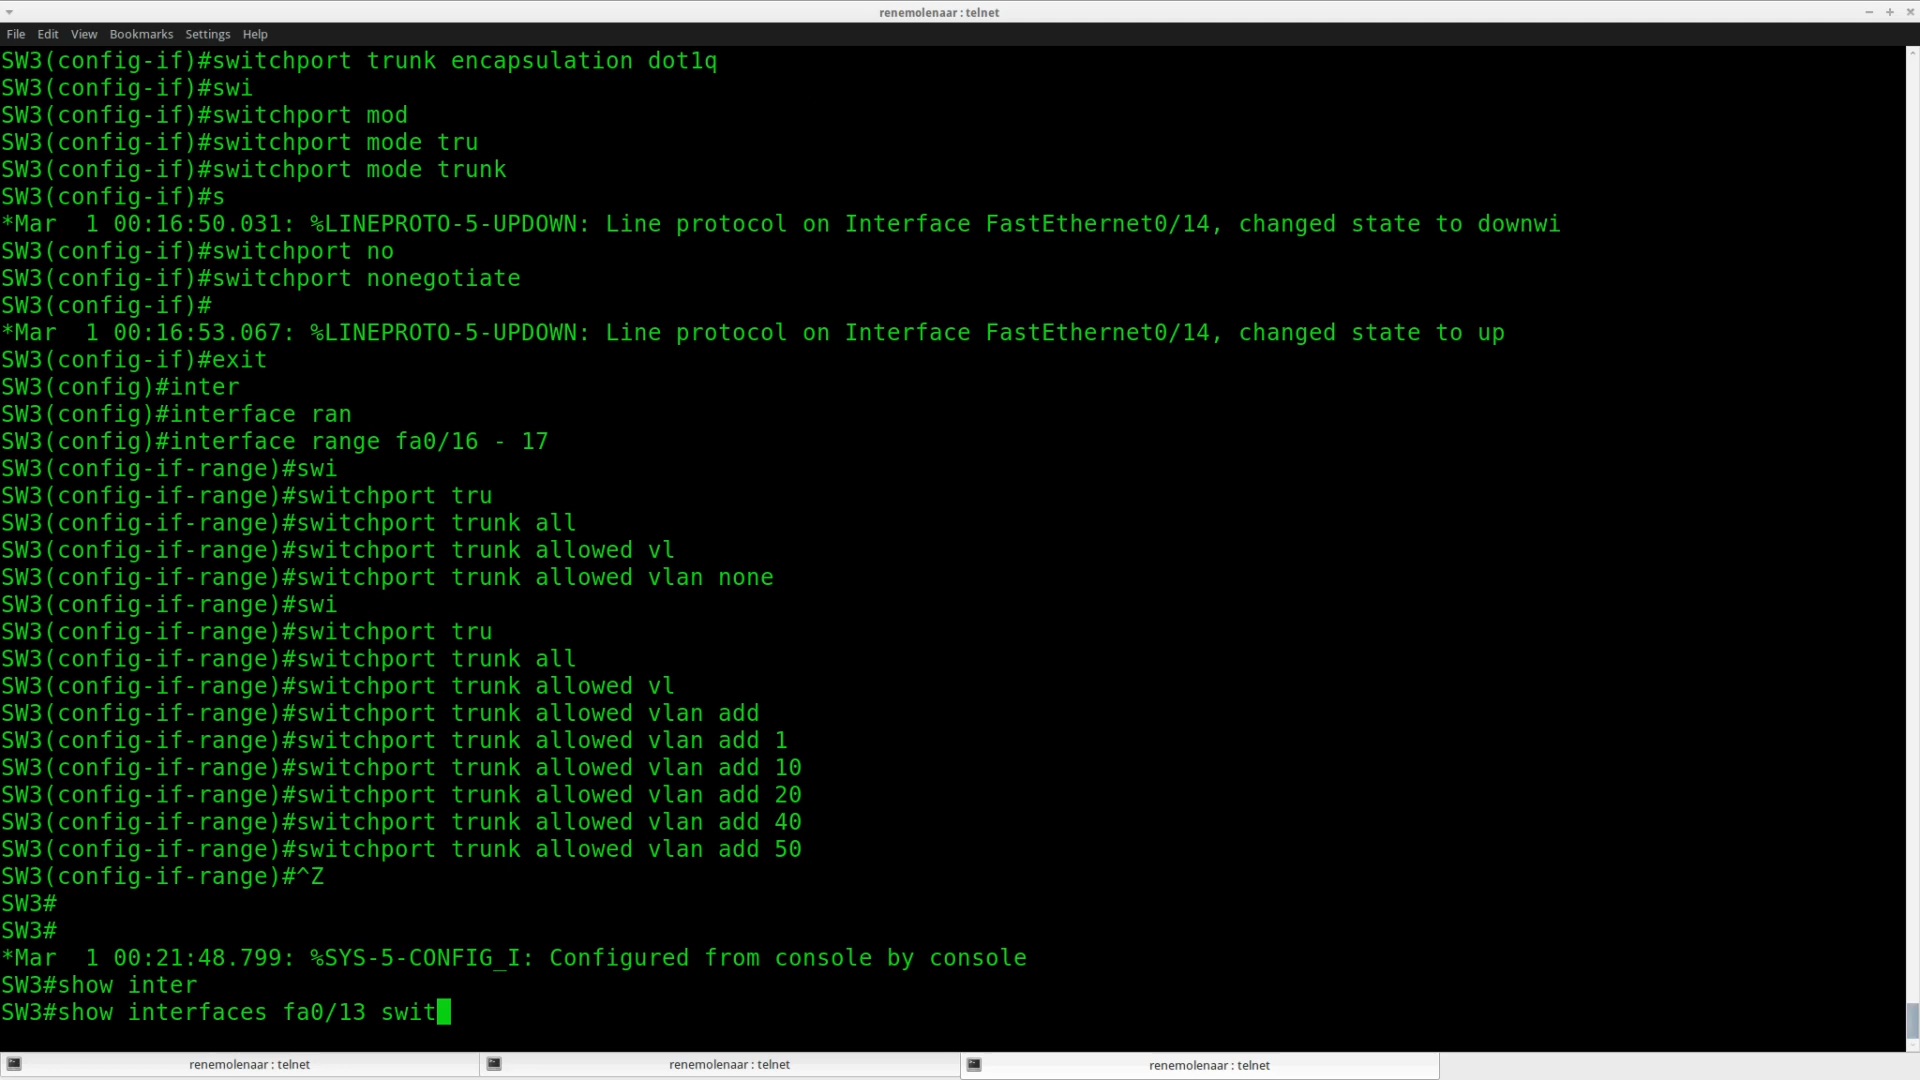 renemolenaar : telnet
File Edit View Bookmarks Settings Help
SW3(config-if)#switchport trunk encapsulation dot1q
SW3(config-if)#swi
SW3(config-if)#switchport mod
SW3(config-if)#switchport mode tru
SW3(config-if)#switchport mode trunk
SW3(config-if)#s
*Mar  1 00:16:50.031: %LINEPROTO-5-UPDOWN: Line protocol on Interface FastEthernet0/14, changed state to downwi
SW3(config-if)#switchport no
SW3(config-if)#switchport nonegotiate
SW3(config-if)#
*Mar  1 00:16:53.067: %LINEPROTO-5-UPDOWN: Line protocol on Interface FastEthernet0/14, changed state to up
SW3(config-if)#exit
SW3(config)#inter
SW3(config)#interface ran
SW3(config)#interface range fa0/16 - 17
SW3(config-if-range)#swi
SW3(config-if-range)#switchport tru
SW3(config-if-range)#switchport trunk all
SW3(config-if-range)#switchport trunk allowed vl
SW3(config-if-range)#switchport trunk allowed vlan none
SW3(config-if-range)#swi
SW3(config-if-range)#switchport tru
SW3(config-if-range)#switchport trunk all
SW3(config-if-range)#switchport trunk allowed vl
SW3(config-if-range)#switchport trunk allowed vlan add
SW3(config-if-range)#switchport trunk allowed vlan add 1
SW3(config-if-range)#switchport trunk allowed vlan add 10
SW3(config-if-range)#switchport trunk allowed vlan add 20
SW3(config-if-range)#switchport trunk allowed vlan add 40
SW3(config-if-range)#switchport trunk allowed vlan add 50
SW3(config-if-range)#^Z
SW3#
SW3#
*Mar  1 00:21:48.799: %SYS-5-CONFIG_I: Configured from console by console
SW3#show inter
SW3#show interfaces fa0/13 swit
renemolenaar : telnet renemolenaar : telnet renemolenaar : telnet